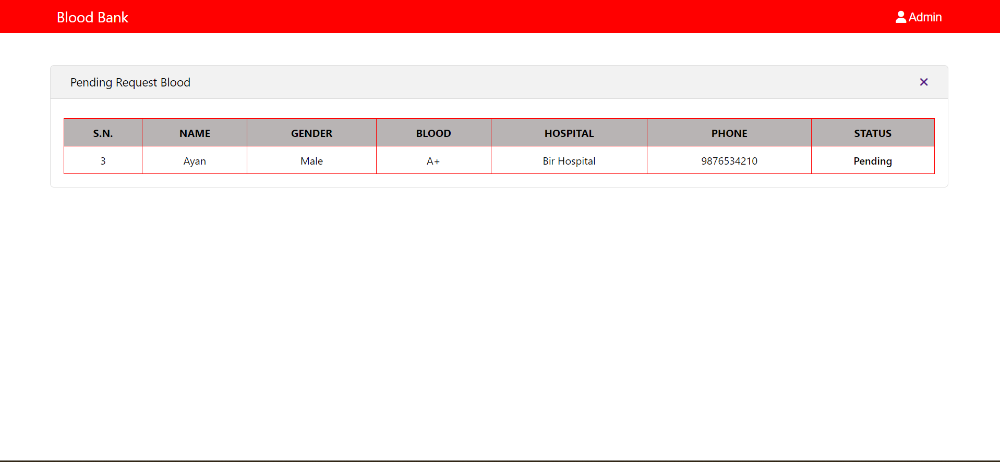 Blood Bank Admin
Pending Request Blood ✕
S.N. NAME GENDER BLOOD HOSPITAL PHONE STATUS
3 Ayan Male A+ Bir Hospital 9876534210 Pending